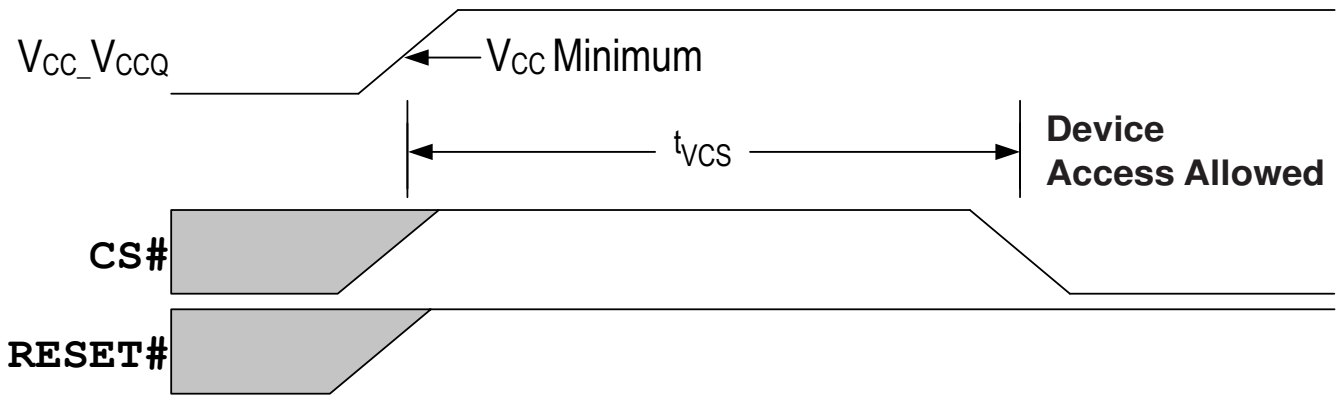 VCC_VCCQ
VCC Minimum
tVCS
Device
Access Allowed
CS#
RESET#